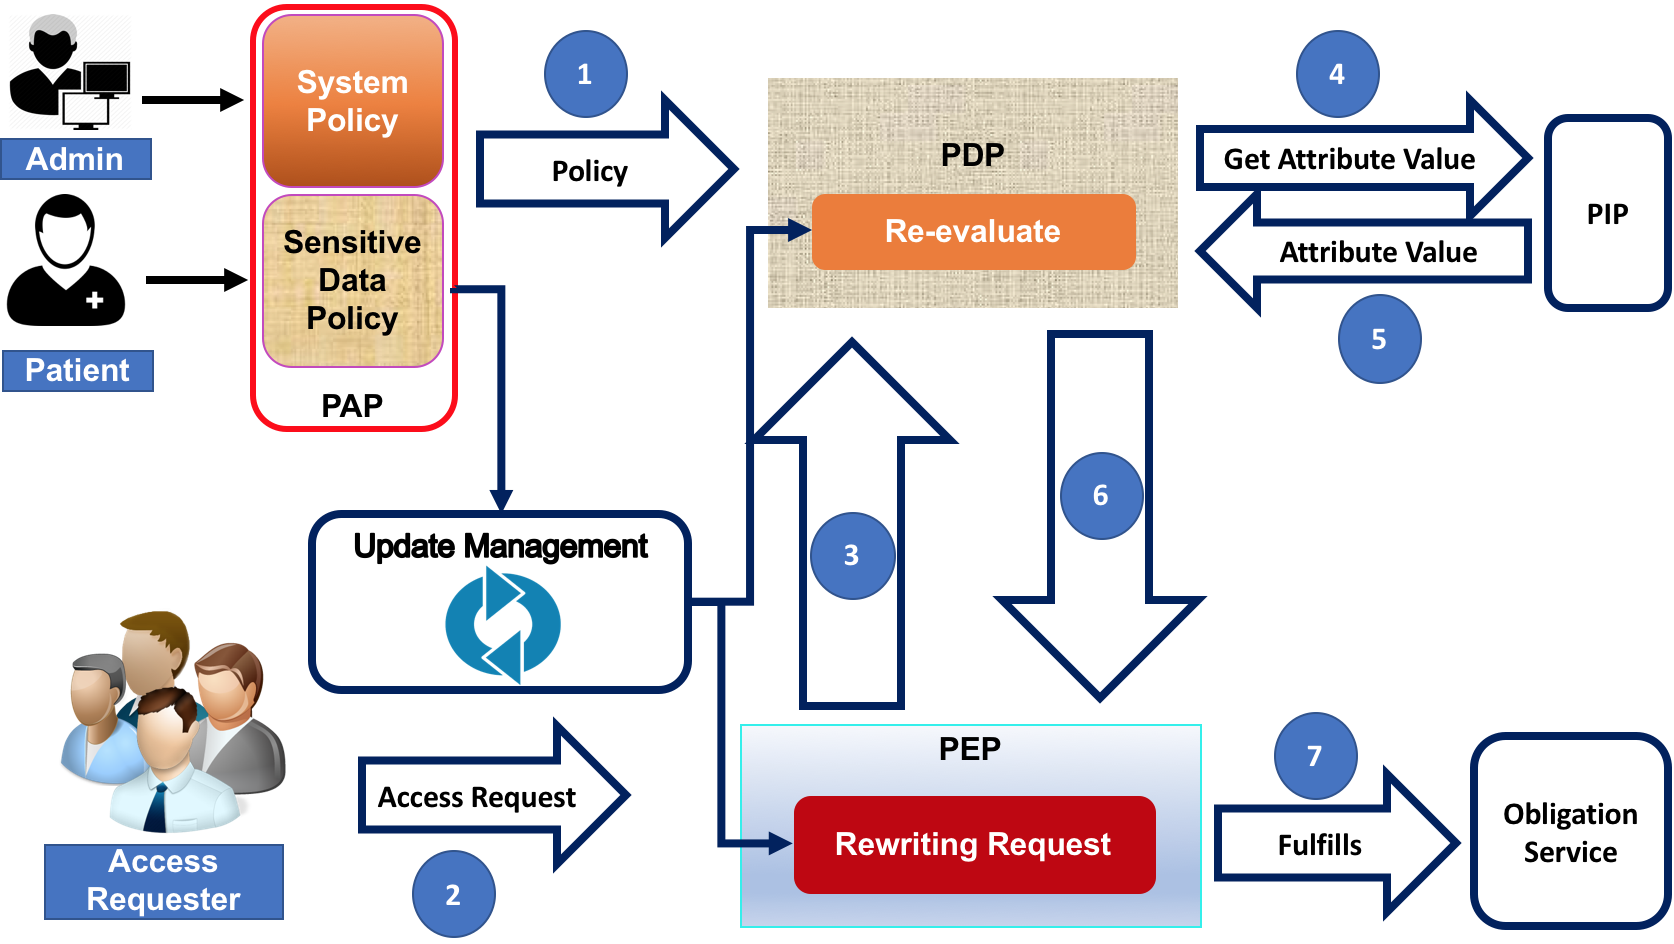 System
Policy
Admin
Sensitive
Data
Policy
Patient
PAP
1
Policy
PDP
Re-evaluate
4
Get Attribute Value
Attribute Value
5
PIP
Update Management
3
6
Access
Requester
Access Request
2
PEP
Rewriting Request
7
Fulfills
Obligation
Service